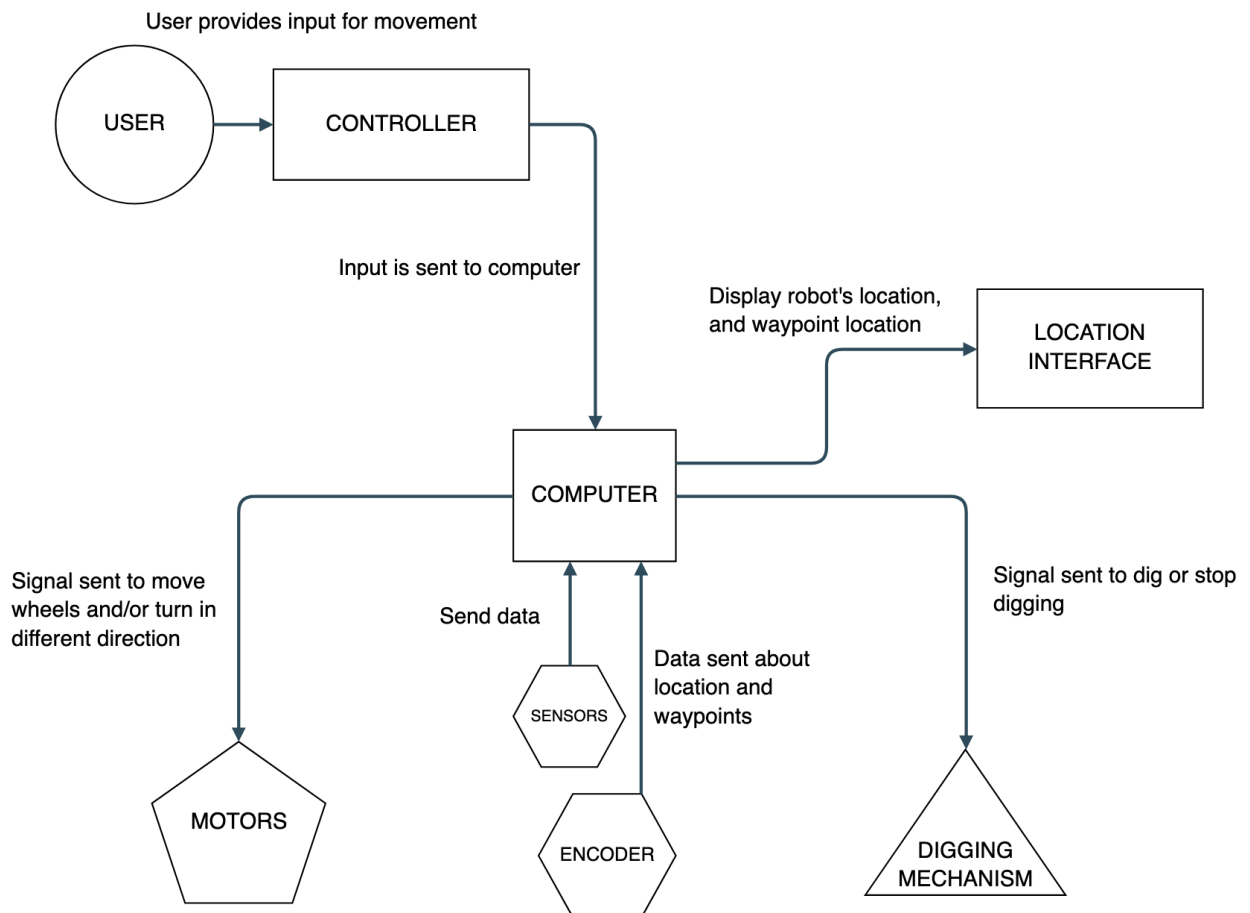 User provides input for movement
USER
CONTROLLER
Input is sent to computer
Display robot's location,
and waypoint location
LOCATION
INTERFACE
COMPUTER
Signal sent to move
wheels and/or turn in
different direction
Send data
Data sent about
location and
waypoints
Signal sent to dig or stop
digging
SENSORS
MOTORS
ENCODER
DIGGING
MECHANISM